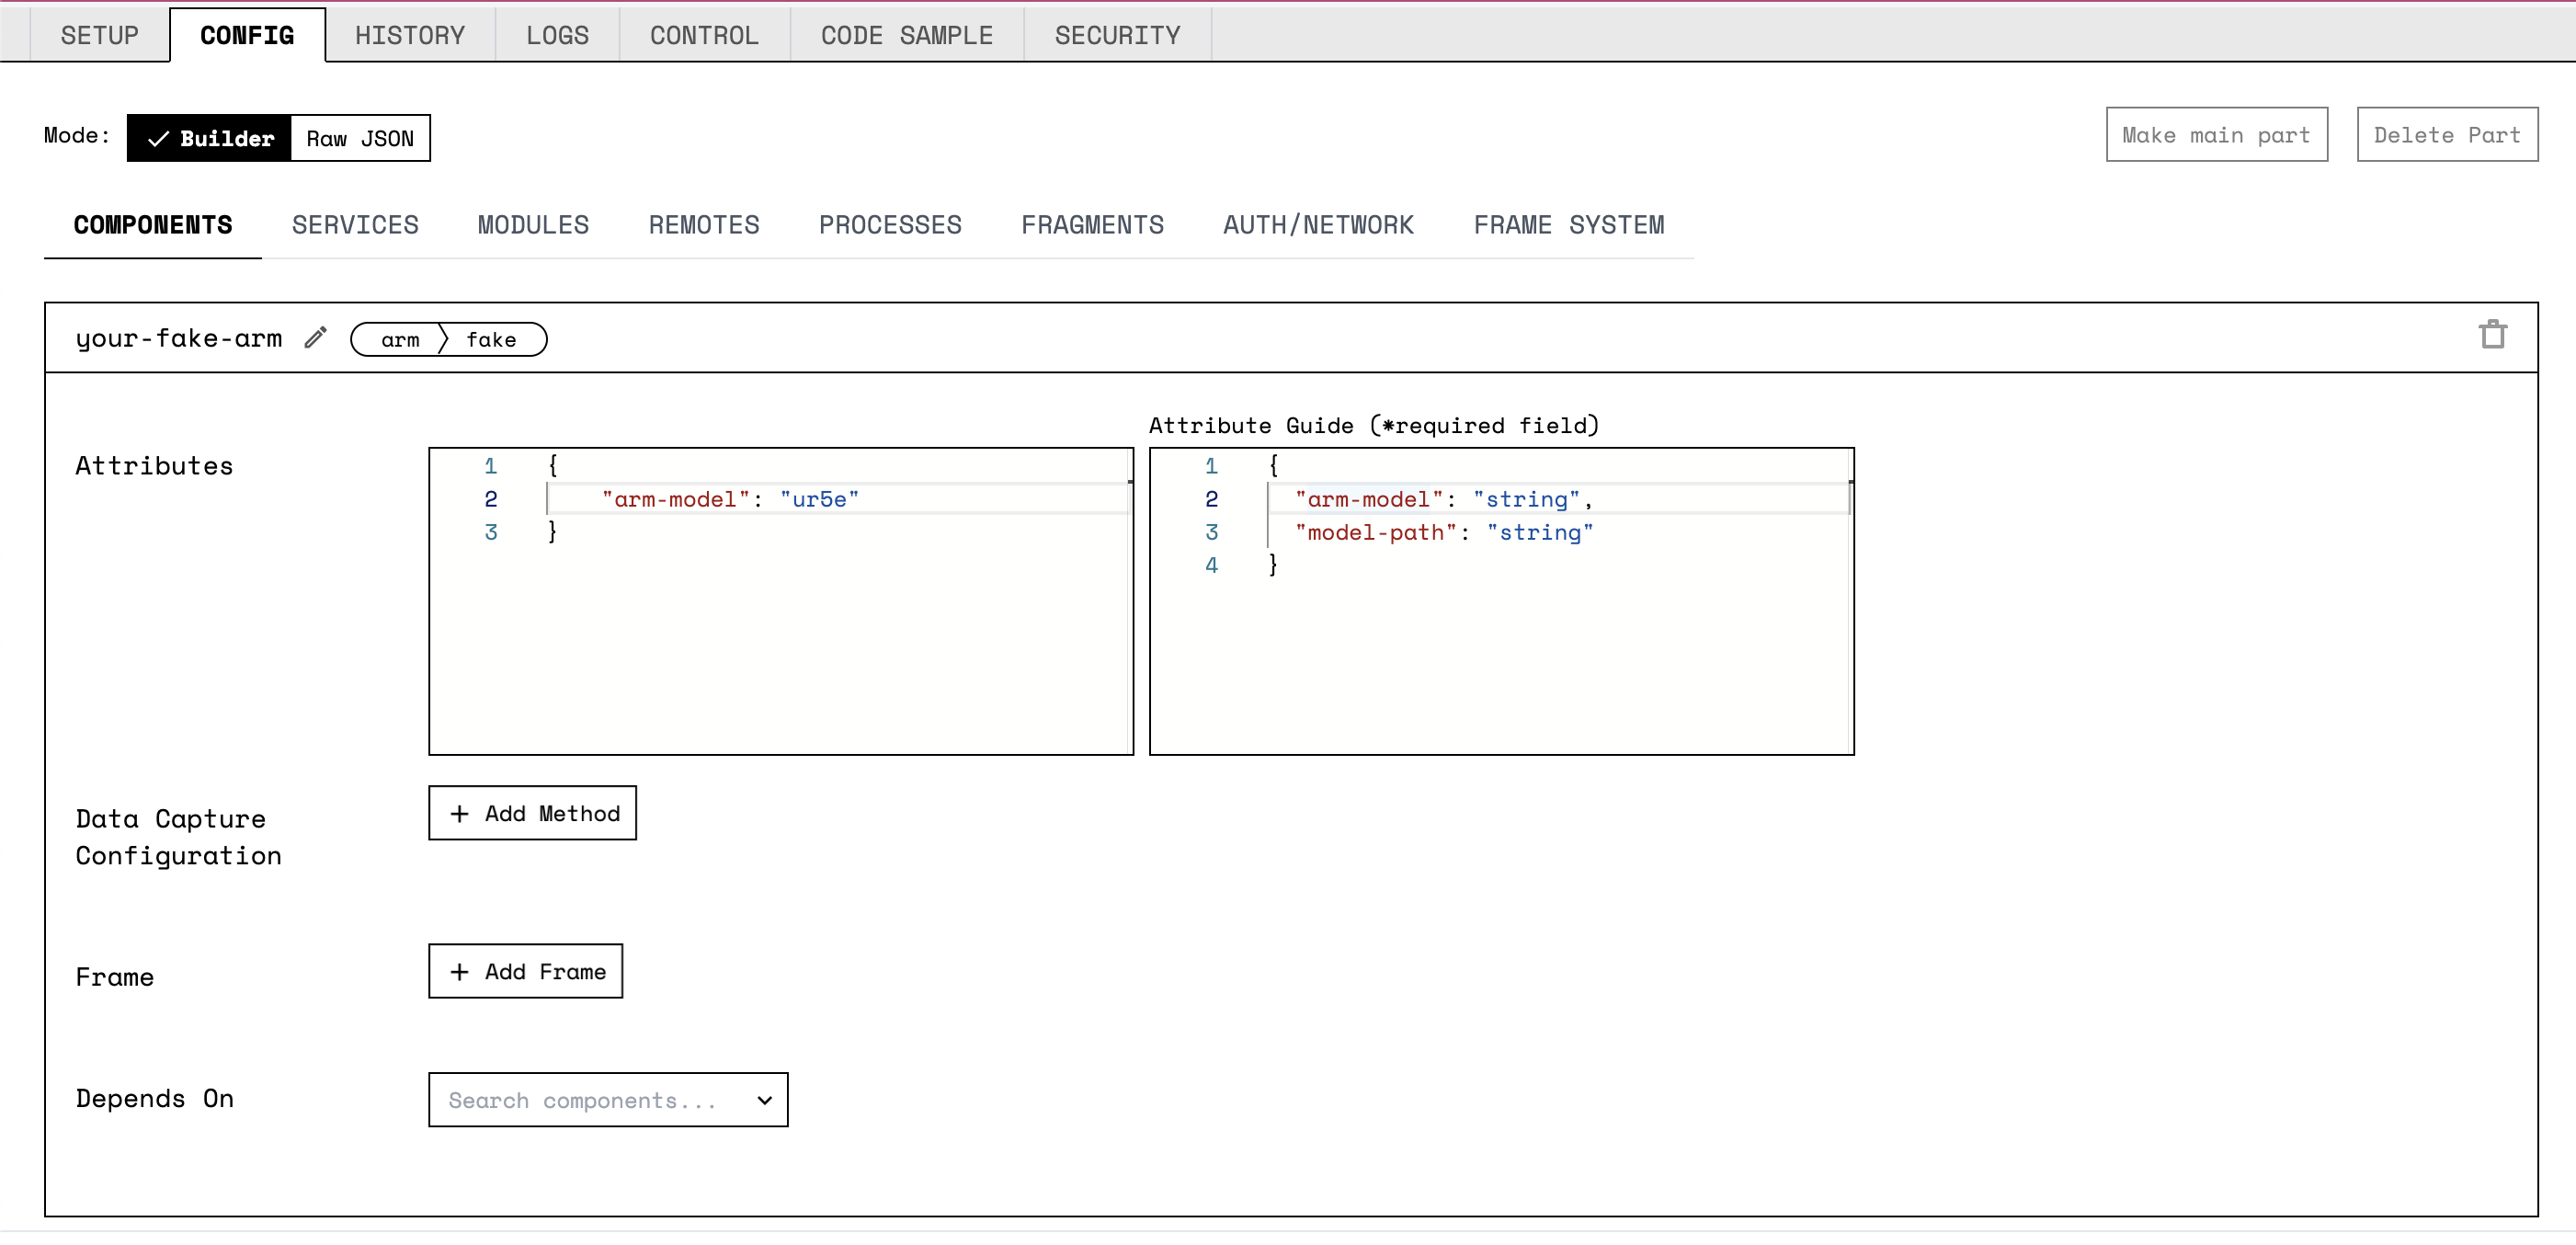 SETUP CONFIG HISTORY LOGS CONTROL CODE SAMPLE SECURITY
Mode: Builder Raw JSON Make main part Delete Part
COMPONENTS SERVICES MODULES REMOTES PROCESSES FRAGMENTS AUTH/NETWORK FRAME SYSTEM
your-fake-arm arm fake
Attribute Guide (*required field)
Attributes
1 {
2 "arm-model": "ur5e"
3 }
1 {
2 "arm-model": "string",
3 "model-path": "string"
4 }
Data Capture
Configuration
+ Add Method
Frame
+ Add Frame
Depends On
Search components...